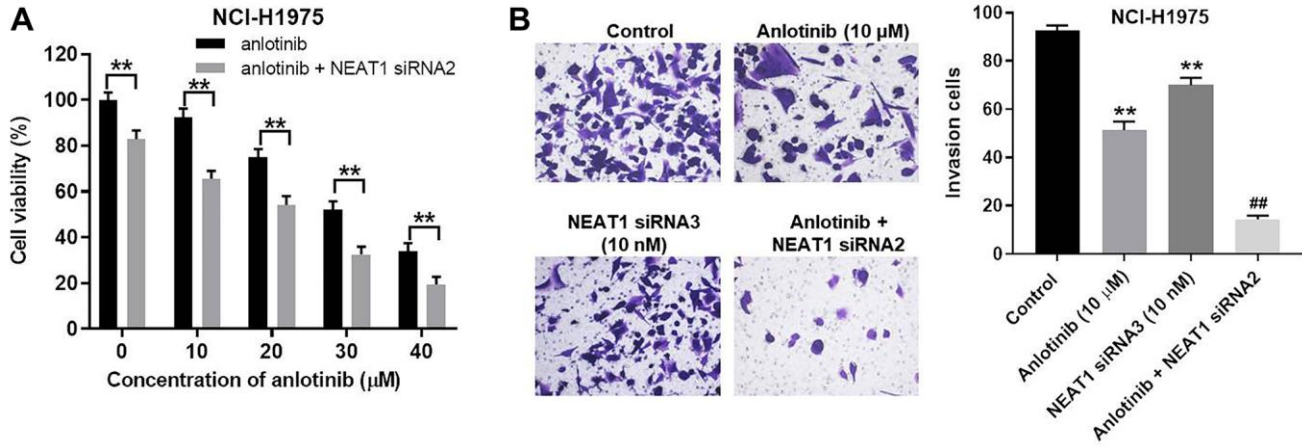 A
NCI-H1975
anlotinib
anlotinib + NEAT1 siRNA2
Cell viability (%)
120
100
80
60
40
20
0
**
**
**
**
**
0 10 20 30 40
Concentration of anlotinib (μM)
B
Control
Anlotinib (10 μM)
NEAT1 siRNA3
(10 nM)
Anlotinib +
NEAT1 siRNA2
NCI-H1975
Invasion cells
100
80
60
40
20
0
**
**
##
Control
Anlotinib (10 μM)
NEAT1 siRNA3 (10 nM)
Anlotinib + NEAT1 siRNA2